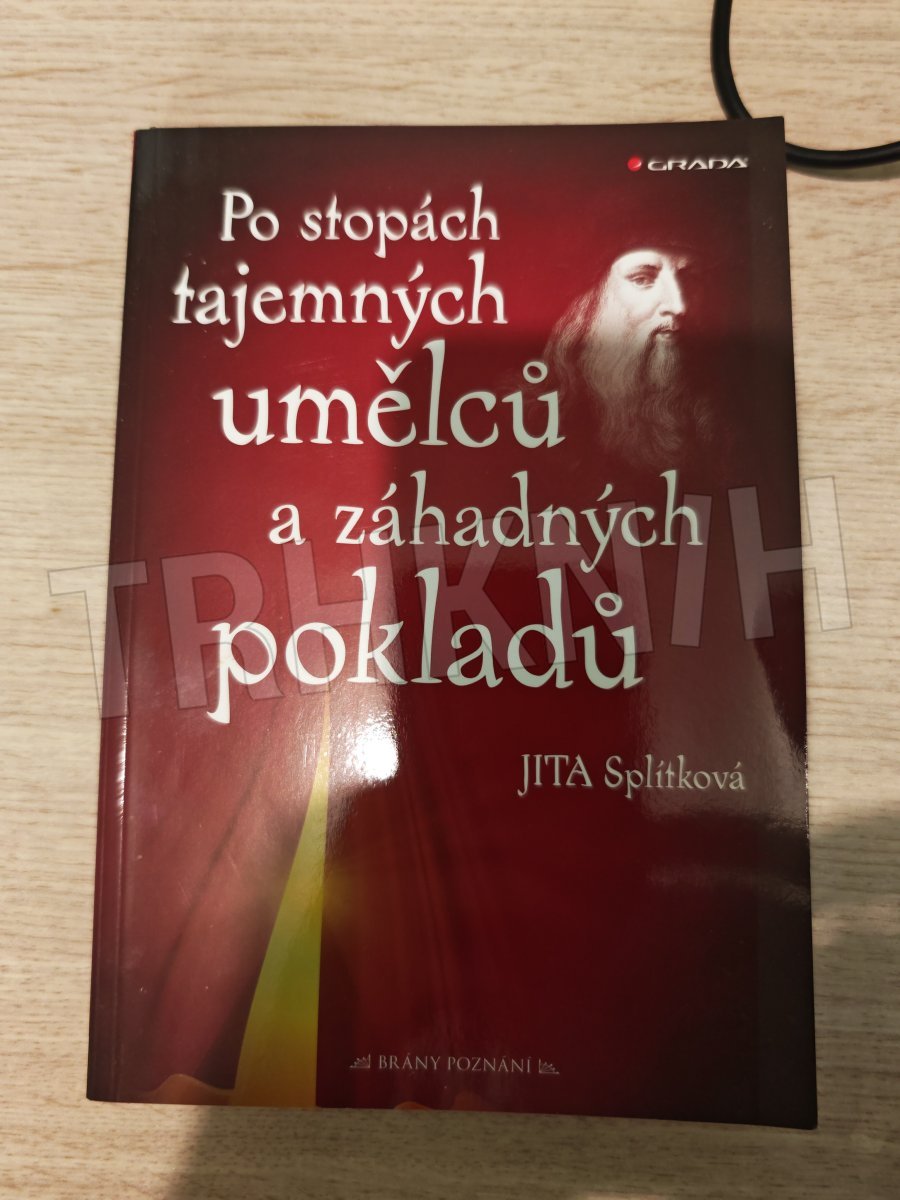 GRADA
Po stopách
tajemných
umělců
a záhadných
pokladů
TRHKNIH
JITA Splítková
BRÁNY POZNÁNÍ